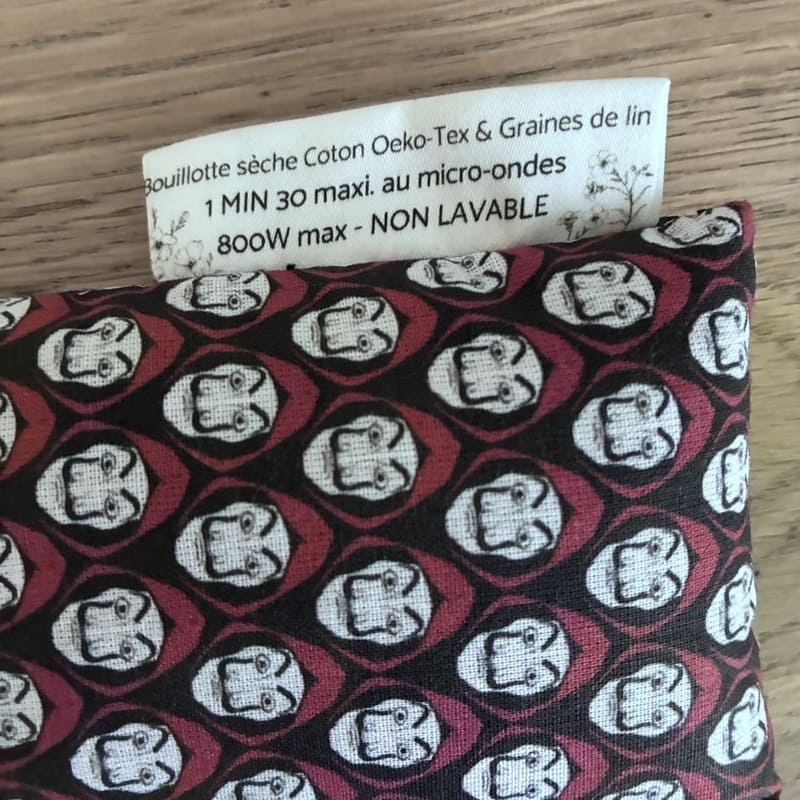 Bouillotte sèche Coton Oeko-Tex & Graines de lin
1 MIN 30 maxi. au micro-ondes
800W max - NON LAVABLE